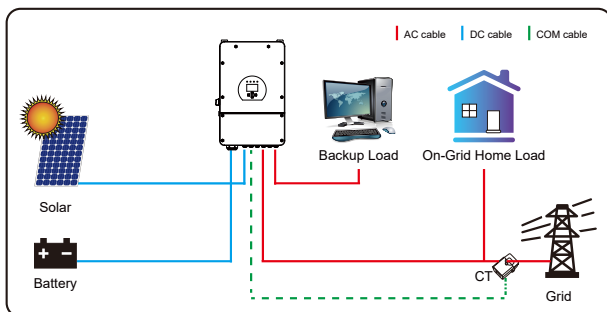 AC cable
DC cable
COM cable
Backup Load
On-Grid Home Load
Solar
CT
Battery
Grid